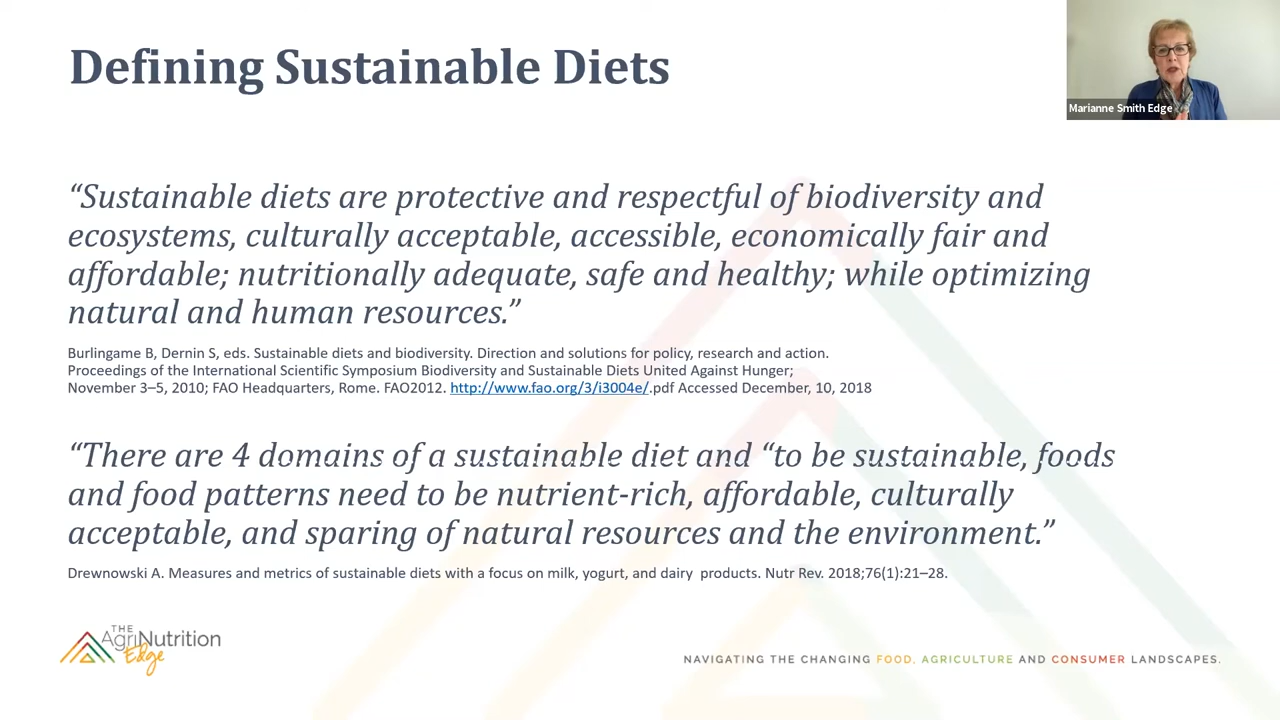 Defining Sustainable Diets
Marianne Smith Edge
“Sustainable diets are protective and respectful of biodiversity and
ecosystems, culturally acceptable, accessible, economically fair and
affordable; nutritionally adequate, safe and healthy; while optimizing
natural and human resources.”
Burlingame B, Dernin S, eds. Sustainable diets and biodiversity. Direction and solutions for policy, research and action.
Proceedings of the International Scientific Symposium Biodiversity and Sustainable Diets United Against Hunger;
November 3–5, 2010; FAO Headquarters, Rome. FAO2012. http://www.fao.org/3/i3004e/.pdf Accessed December, 10, 2018
“There are 4 domains of a sustainable diet and “to be sustainable, foods
and food patterns need to be nutrient-rich, affordable, culturally
acceptable, and sparing of natural resources and the environment.”
Drewnowski A. Measures and metrics of sustainable diets with a focus on milk, yogurt, and dairy products. Nutr Rev. 2018;76(1):21–28.
THE
AgriNutrition
Edge
NAVIGATING THE CHANGING FOOD, AGRICULTURE AND CONSUMER LANDSCAPES.